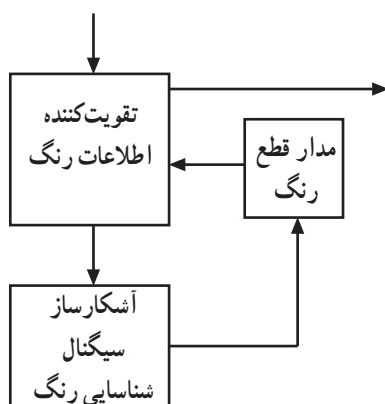 تقویت‌کننده
اطلاعات رنگ
مدار قطع
رنگ
آشکارساز
سیگنال
شناسایی رنگ